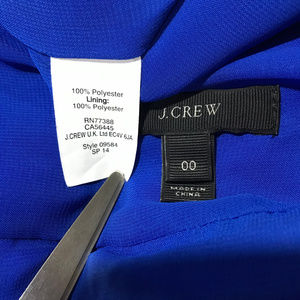 100% Polyester
Lining:
100% Polyester
RN77388
CA56445
J.CREW U.K. Ltd EC4V 6JA
Style 09584
SP 14
J.CREW
00
MADE IN
CHINA